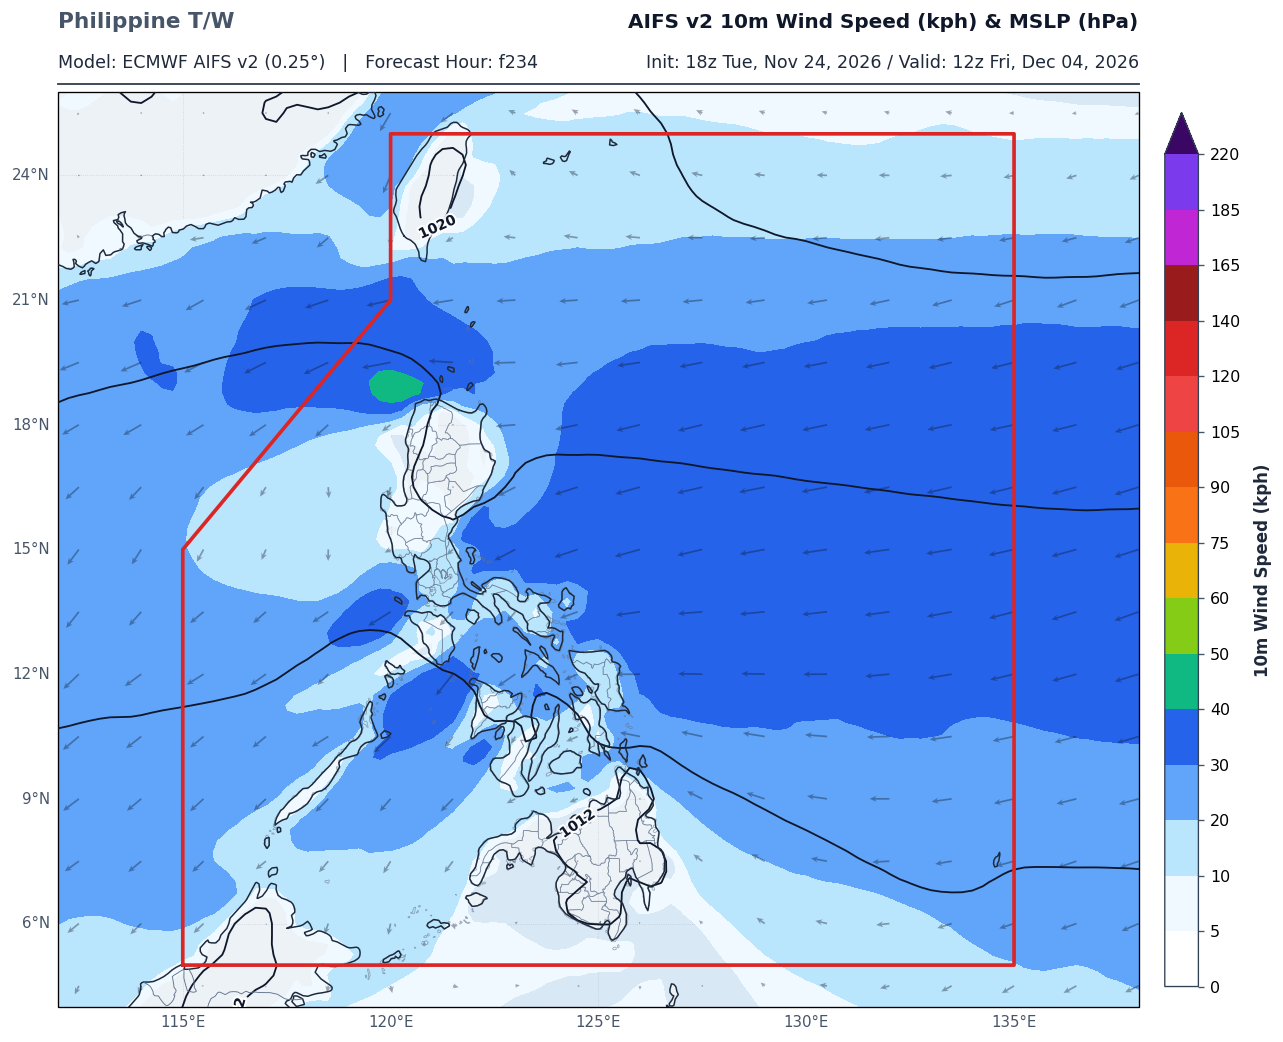 Philippine T/W
AIFS v2 10m Wind Speed (kph) & MSLP (hPa)
Model: ECMWF AIFS v2 (0.25°) | Forecast Hour: f234
Init: 18z Tue, Nov 24, 2026 / Valid: 12z Fri, Dec 04, 2026
24°N
21°N
18°N
15°N
12°N
9°N
6°N
115°E
120°E
125°E
130°E
135°E
1020
1012
2
220
185
165
140
120
105
90
75
60
50
40
30
20
10
5
0
10m Wind Speed (kph)